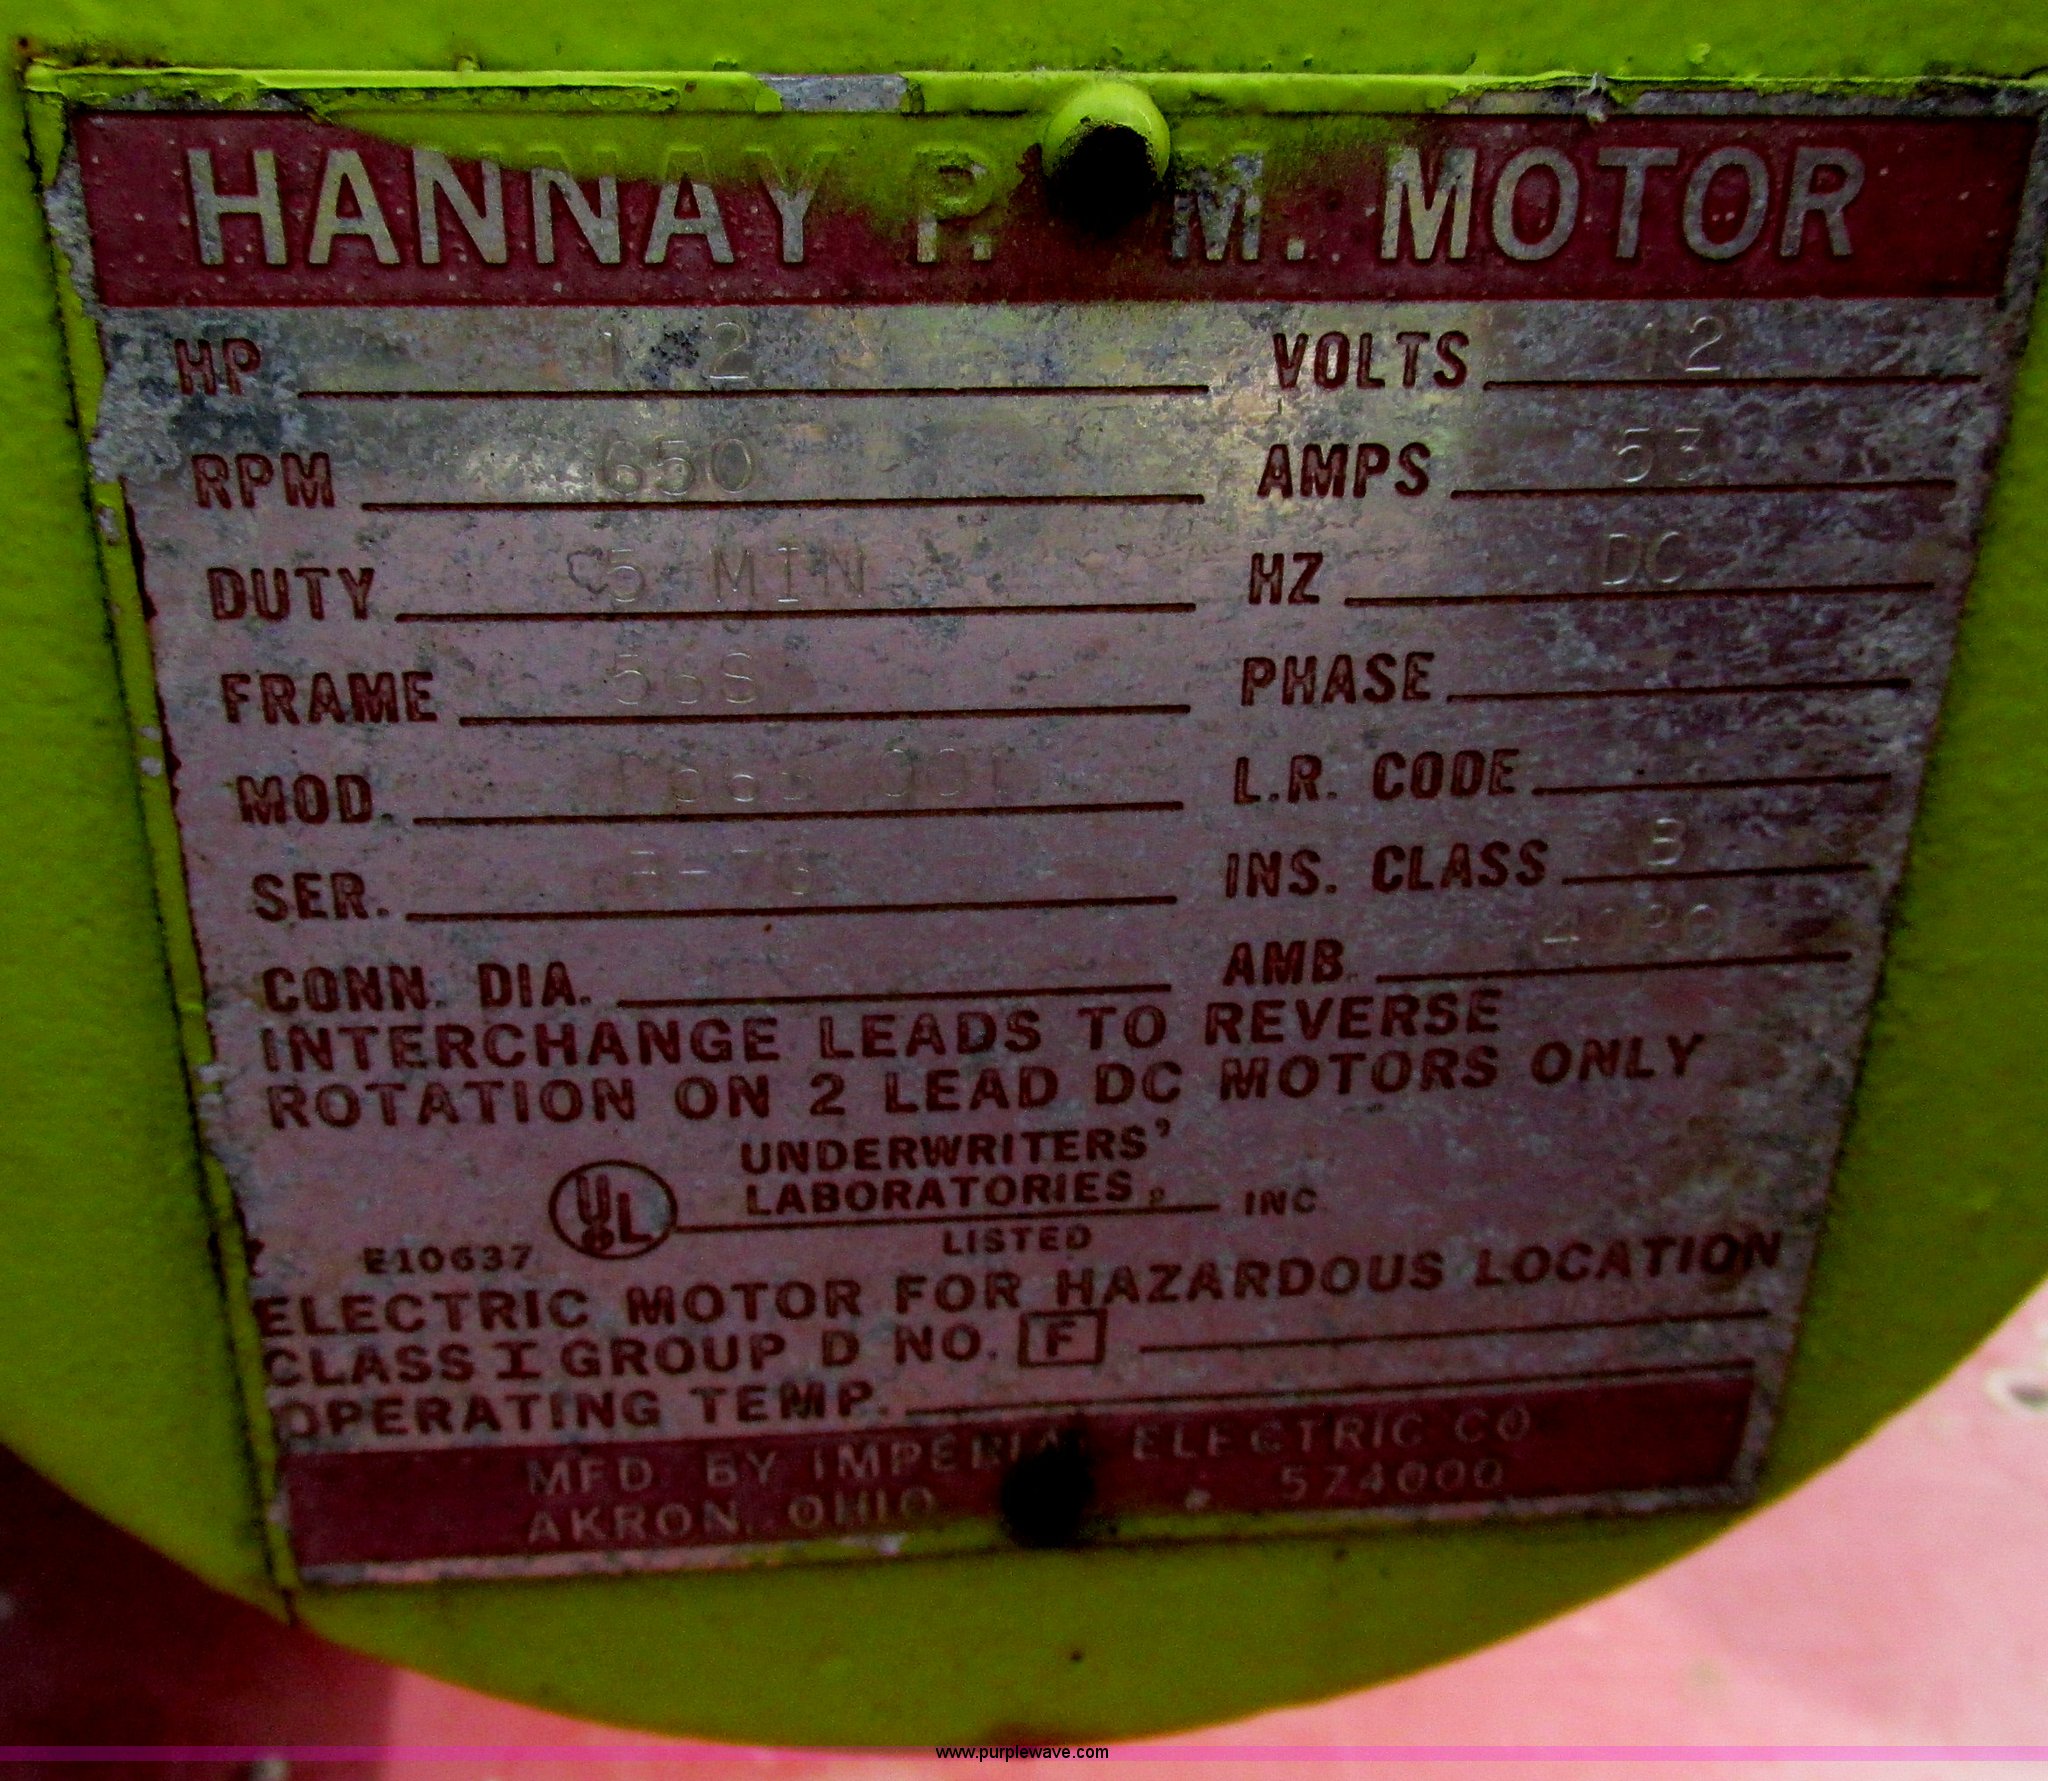 HANNAY P. M. MOTOR
HP 1 2 VOLTS 12
RPM 650 AMPS 53
DUTY 5 MIN HZ DC
FRAME 56S PHASE
MOD. L.R. CODE
SER. INS. CLASS B
CONN. DIA. AMB.
INTERCHANGE LEADS TO REVERSE
ROTATION ON 2 LEAD DC MOTORS ONLY
UNDERWRITERS'
UL LABORATORIES, INC.
LISTED
E10637
ELECTRIC MOTOR FOR HAZARDOUS LOCATION
CLASS I GROUP D NO. F
OPERATING TEMP.
MFD. BY IMPERIAL ELECTRIC CO
AKRON, OHIO 574000
www.purplewave.com